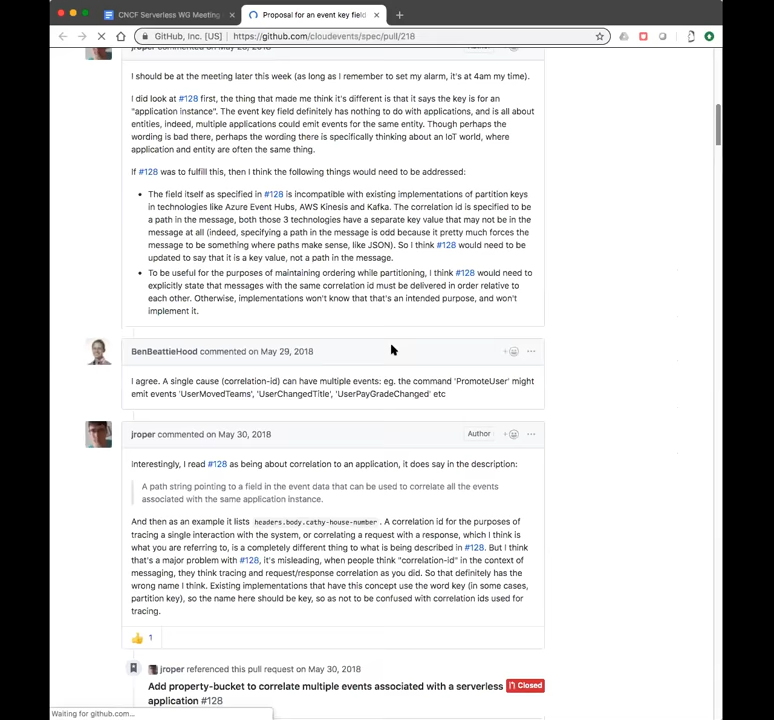 CNCF Serverless WG Meeting
Proposal for an event key field
GitHub, Inc. [US] | https://github.com/cloudevents/spec/pull/218
I should be at the meeting later this week (as long as I remember to set my alarm, it's at 4am my time).
I did look at #128 first, the thing that made me think it's different is that it says the key is for an
"application instance". The event key field definitely has nothing to do with applications, and is all about
entities, indeed, multiple applications could emit events for the same entity. Though perhaps the
wording is bad there, perhaps the wording there is specifically thinking about an IoT world, where
application and entity are often the same thing.
If #128 was to fulfill this, then I think the following things would need to be addressed:
• The field itself as specified in #128 is incompatible with existing implementations of partition keys
in technologies like Azure Event Hubs, AWS Kinesis and Kafka. The correlation id is specified to be
a path in the message, both those 3 technologies have a separate key value that may not be in the
message at all (indeed, specifying a path in the message is odd because it pretty much forces the
message to be something where paths make sense, like JSON). So I think #128 would need to be
updated to say that it is a key value, not a path in the message.
• To be useful for the purposes of maintaining ordering while partitioning, I think #128 would need to
explicitly state that messages with the same correlation id must be delivered in order relative to
each other. Otherwise, implementations won't know that that's an intended purpose, and won't
implement it.
BenBeattieHood commented on May 29, 2018
I agree. A single cause (correlation-id) can have multiple events: eg. the command 'PromoteUser' might
emit events 'UserMovedTeams', 'UserChangedTitle', 'UserPayGradeChanged' etc
jroper commented on May 30, 2018 Author
Interestingly, I read #128 as being about correlation to an application, it does say in the description:
A path string pointing to a field in the event data that can be used to correlate all the events
associated with the same application instance.
And then as an example it lists headers.body.cathy-house-number . A correlation id for the purposes of
tracing a single interaction with the system, or correlating a request with a response, which I think is
what you are referring to, is a completely different thing to what is being described in #128. But I think
that's a major problem with #128, it's misleading, when people think "correlation-id" in the context of
messaging, they think tracing and request/response correlation as you did. So that definitely has the
wrong name I think. Existing implementations that have this concept use the word key (in some cases,
partition key), so the name here should be key, so as not to be confused with correlation ids used for
tracing.
👍 1
jroper referenced this pull request on May 30, 2018
Add property-bucket to correlate multiple events associated with a serverless Closed
application #128
Waiting for github.com...